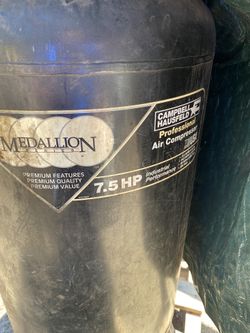 MEDALLION
PREMIUM FEATURES
PREMIUM QUALITY
PREMIUM VALUE
CAMPBELL
HAUSFELD
Professional
Air Compressor
7.5 HP
Industrial
Performance